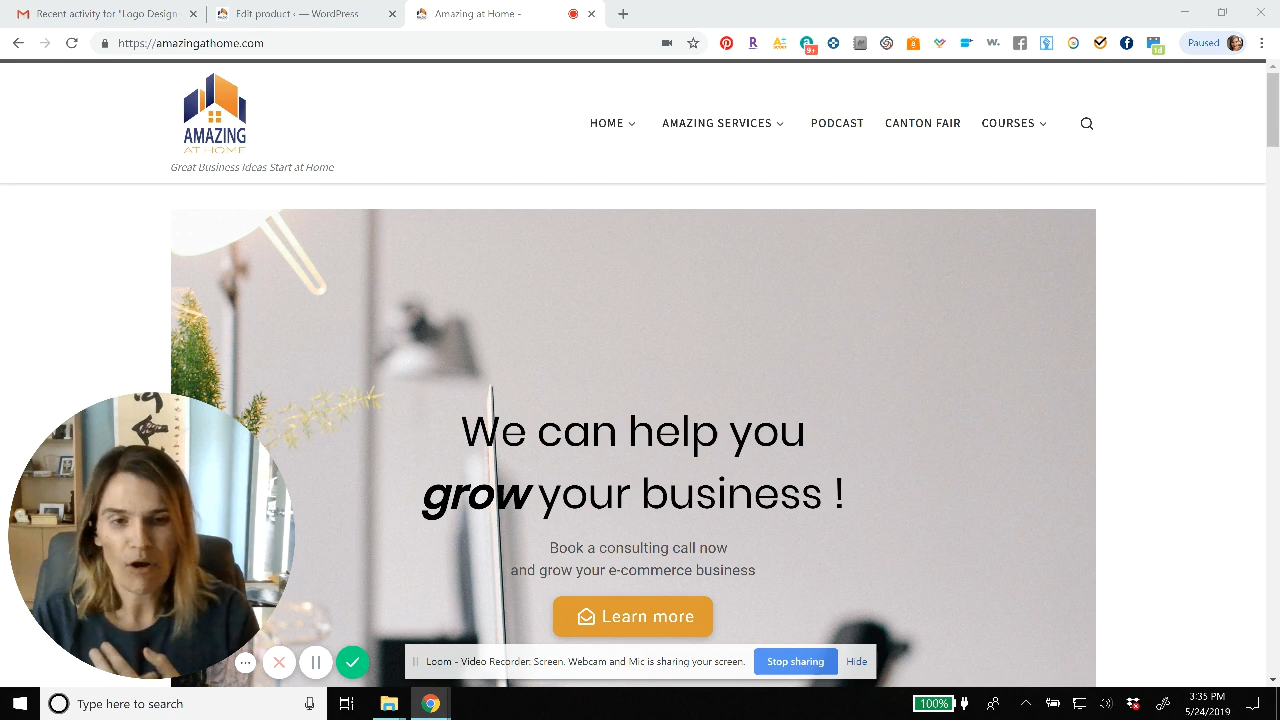 Recent activity for "Logo Design
Edit product ‹ — WordPress
Amazing at Home -
https://amazingathome.com
9+
Paused
AMAZING
AT HOME
Great Business Ideas Start at Home
HOME
AMAZING SERVICES
PODCAST
CANTON FAIR
COURSES
We can help you
grow your business !
Book a consulting call now
and grow your e-commerce business
Learn more
Loom - Video Recorder: Screen, Webcam and Mic is sharing your screen.
Stop sharing
Hide
Type here to search
100%
3:35 PM
5/24/2019